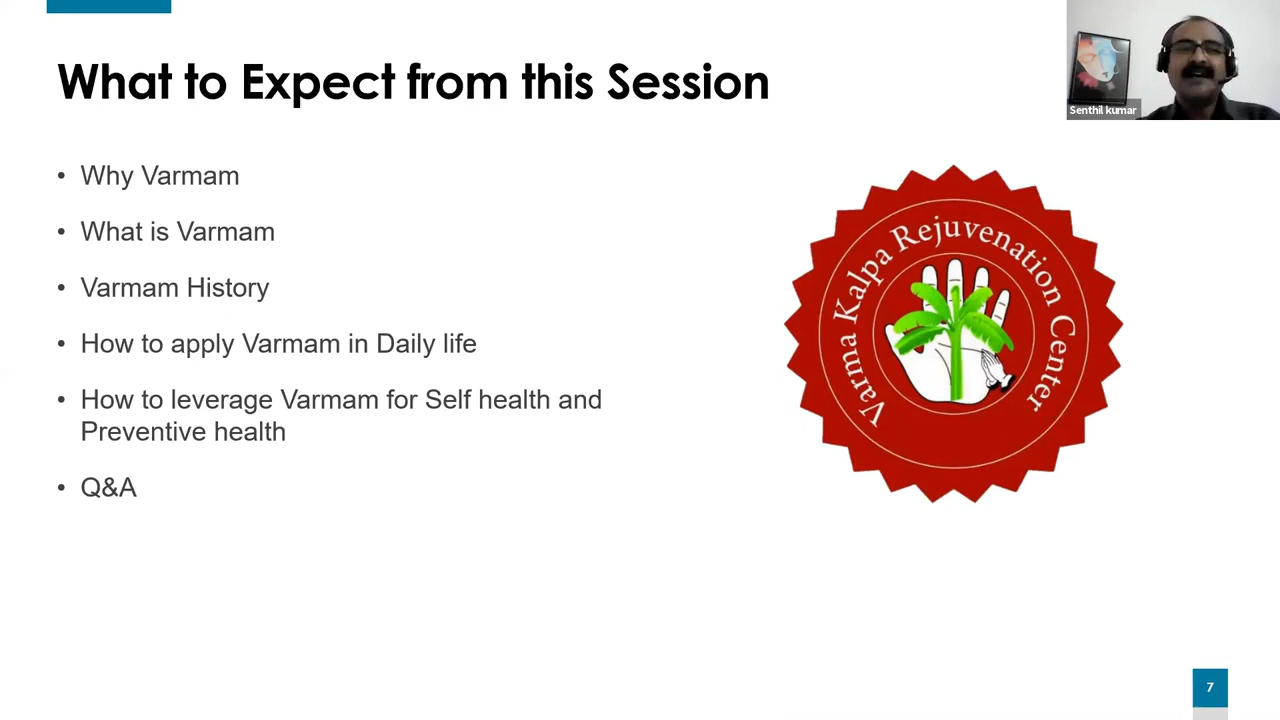 What to Expect from this Session
Senthil kumar
• Why Varmam
• What is Varmam
• Varmam History
• How to apply Varmam in Daily life
• How to leverage Varmam for Self health and
Preventive health
• Q&A
Varma Kalpa Rejuvenation Center
7